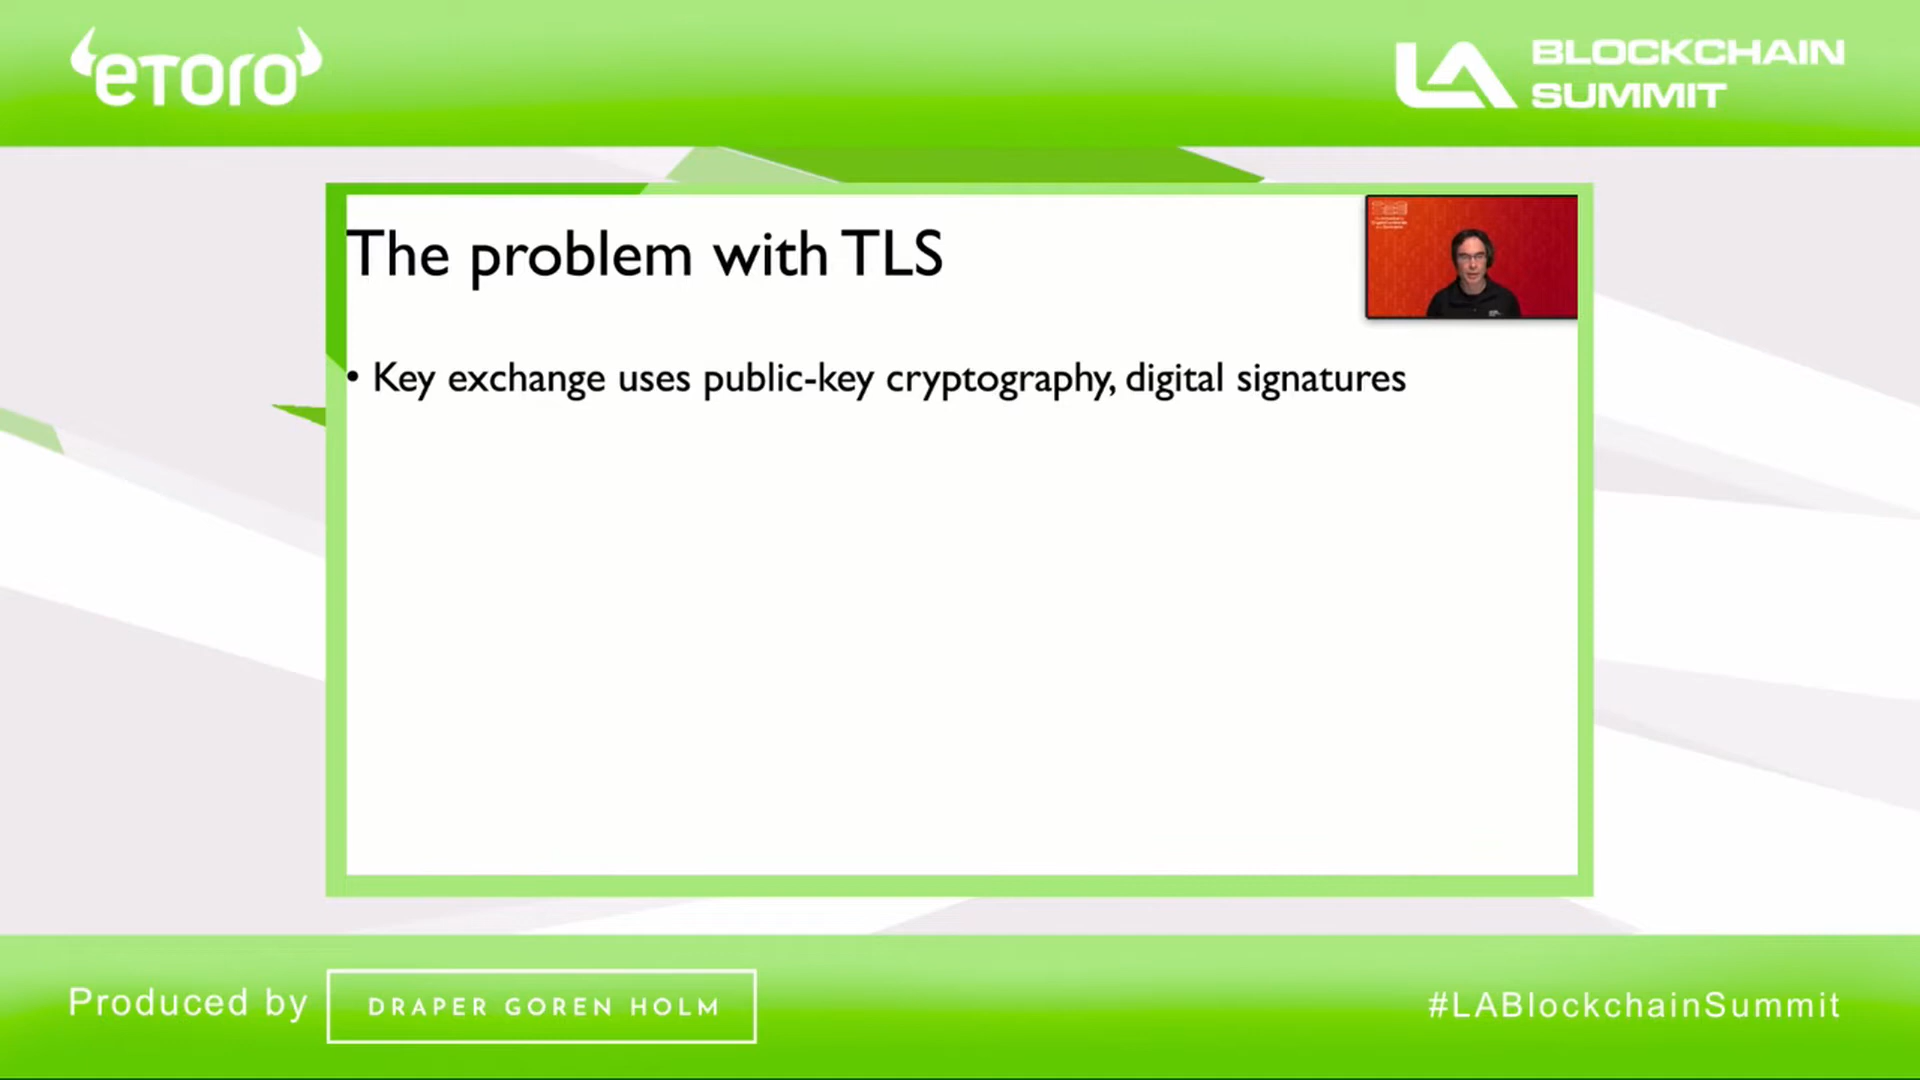 eToro
LA BLOCKCHAIN
SUMMIT
The problem with TLS
• Key exchange uses public-key cryptography, digital signatures
Produced by DRAPER GOREN HOLM
#LABlockchainSummit